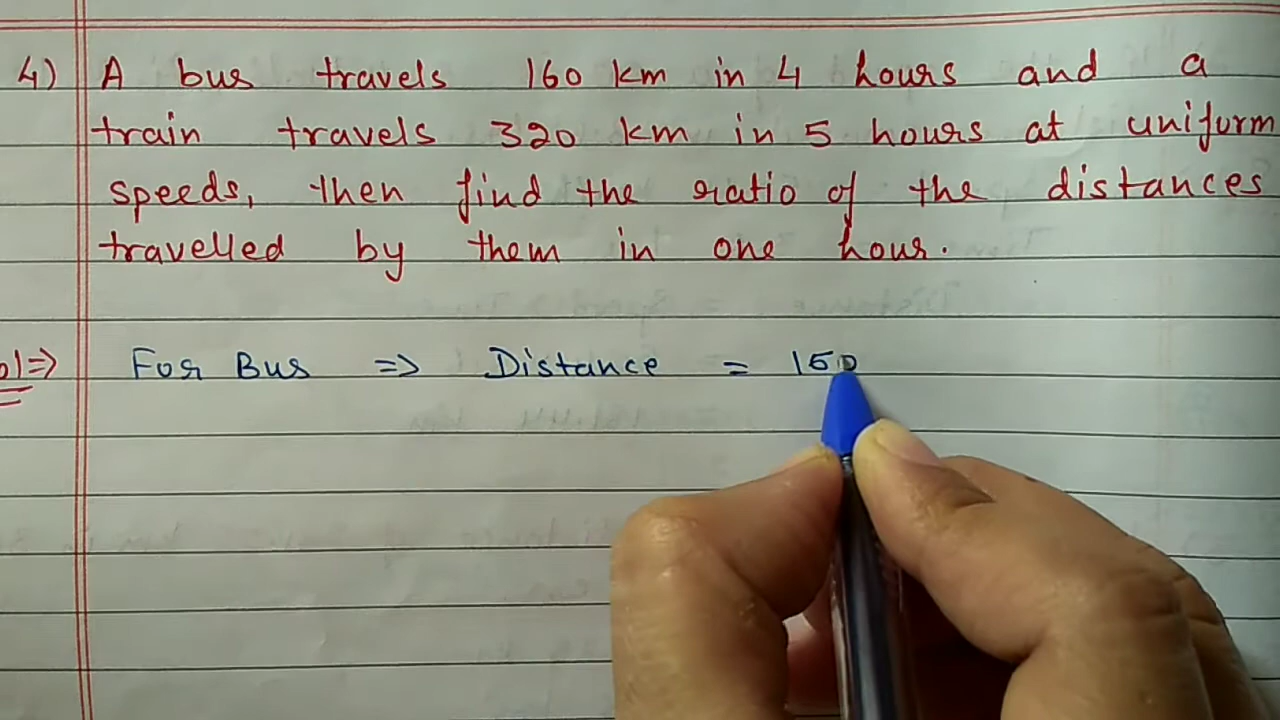 4) A bus travels 160 km in 4 hours and a
train travels 320 km in 5 hours at uniform
speeds, then find the ratio of the distances
travelled by them in one hour.
ol=> For Bus => Distance = 160